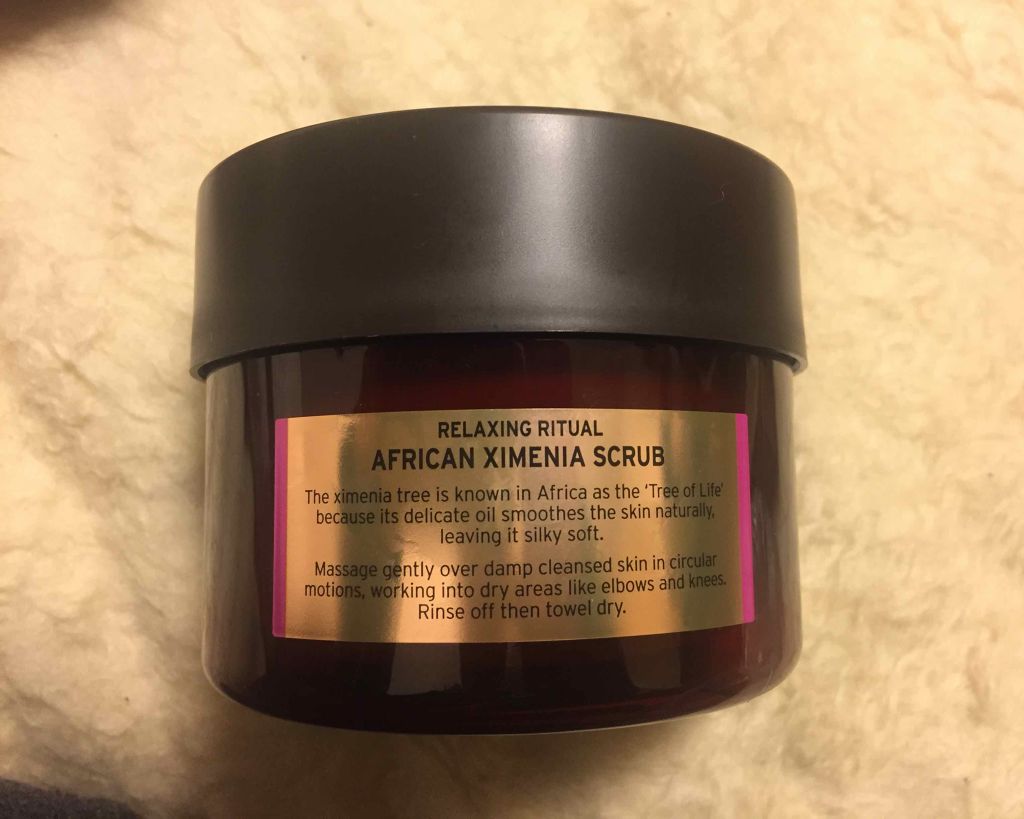 RELAXING RITUAL
AFRICAN XIMENIA SCRUB
The ximenia tree is known in Africa as the ‘Tree of Life’
because its delicate oil smoothes the skin naturally,
leaving it silky soft.
Massage gently over damp cleansed skin in circular
motions, working into dry areas like elbows and knees.
Rinse off then towel dry.